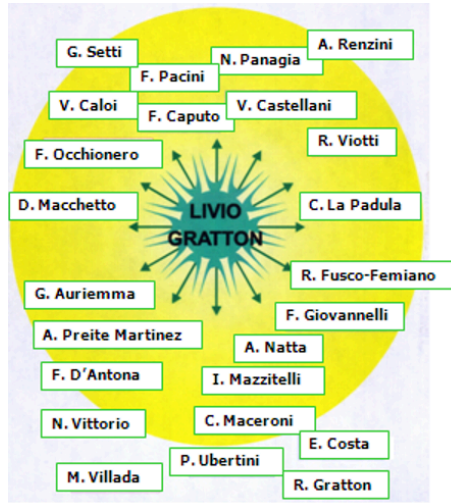 A. Renzini
G. Setti
N. Panagia
F. Pacini
V. Caloi
V. Castellani
F. Caputo
R. Viotti
F. Occhionero
D. Macchetto
LIVIO
GRATTON
C. La Padula
R. Fusco-Femiano
G. Auriemma
F. Giovannelli
A. Preite Martinez
A. Natta
F. D'Antona
I. Mazzitelli
N. Vittorio
C. Maceroni
E. Costa
P. Ubertini
M. Villada
R. Gratton